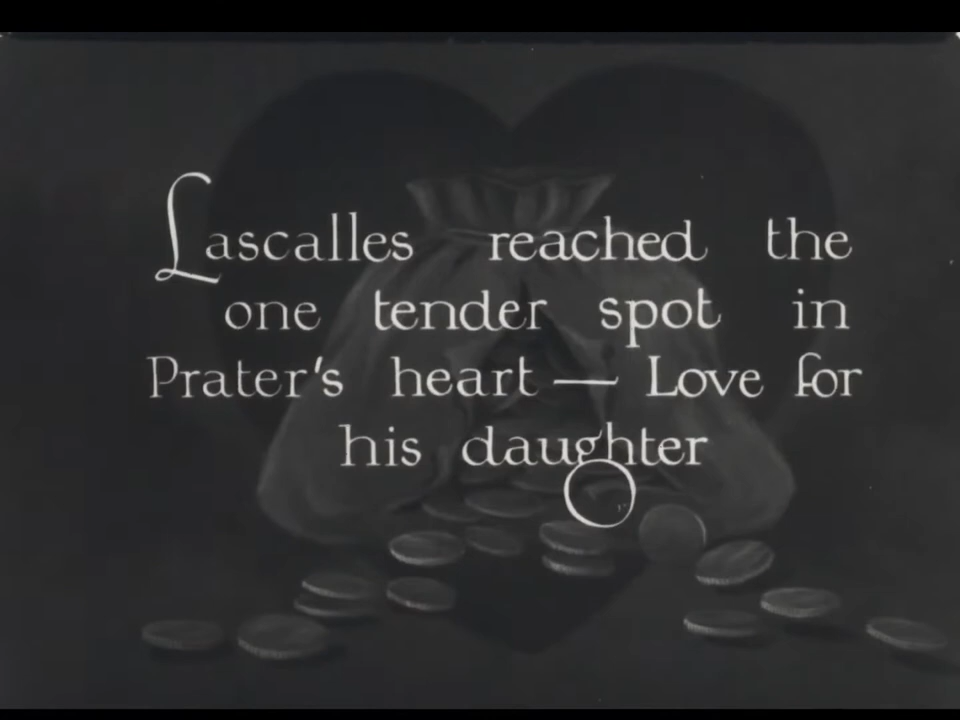 Lascalles reached the
one tender spot in
Prater's heart — Love for
his daughter